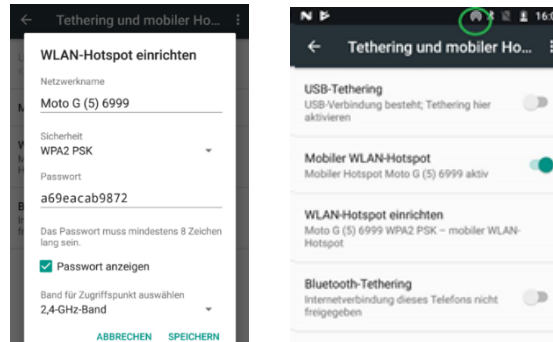 Tethering und mobiler Ho...
WLAN-Hotspot einrichten
Netzwerkname
Moto G (5) 6999
Sicherheit
WPA2 PSK
Passwort
a69eacab9872
Das Passwort muss mindestens 8 Zeichen
lang sein.
Passwort anzeigen
Band für Zugriffspunkt auswählen
2,4-GHz-Band
ABBRECHEN SPEICHERN
Tethering und mobiler Ho...
USB-Tethering
USB-Verbindung besteht; Tethering hier
aktivieren
Mobiler WLAN-Hotspot
Mobiler Hotspot Moto G (5) 6999 aktiv
WLAN-Hotspot einrichten
Moto G (5) 6999 WPA2 PSK – mobiler WLAN-
Hotspot
Bluetooth-Tethering
Internetverbindung dieses Telefons nicht
freigegeben